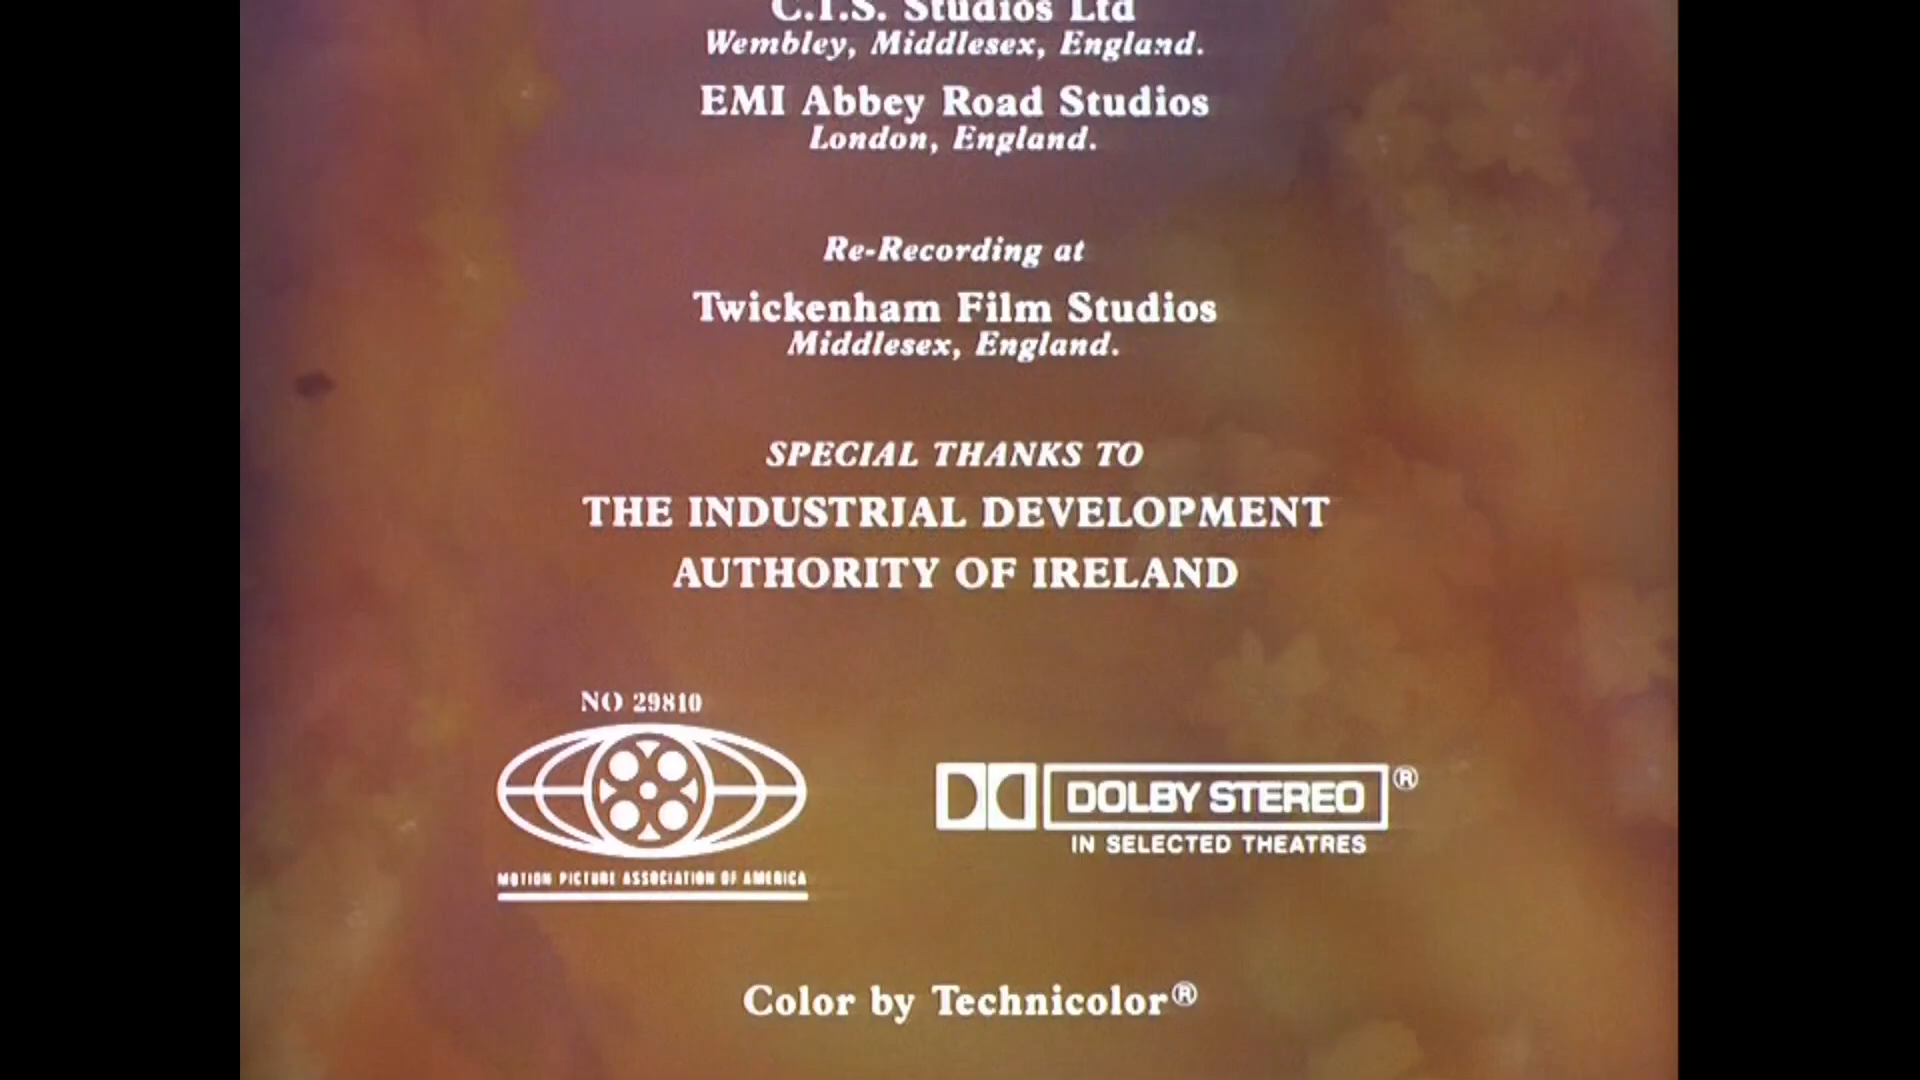 C.T.S. Studios Ltd
Wembley, Middlesex, England.
EMI Abbey Road Studios
London, England.
Re-Recording at
Twickenham Film Studios
Middlesex, England.
SPECIAL THANKS TO
THE INDUSTRIAL DEVELOPMENT
AUTHORITY OF IRELAND
NO 29810
MOTION PICTURE ASSOCIATION OF AMERICA
DOLBY STEREO®
IN SELECTED THEATRES
Color by Technicolor®